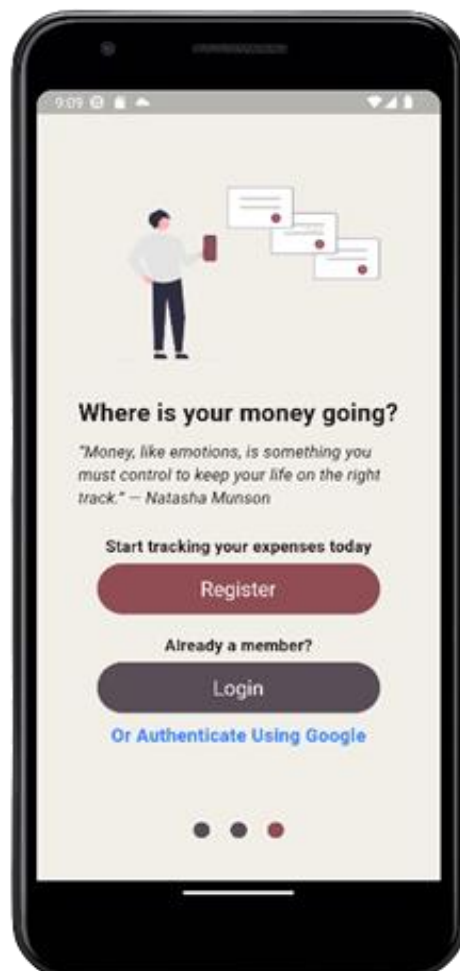 9:09
Where is your money going?
“Money, like emotions, is something you
must control to keep your life on the right
track.” — Natasha Munson
Start tracking your expenses today
Register
Already a member?
Login
Or Authenticate Using Google